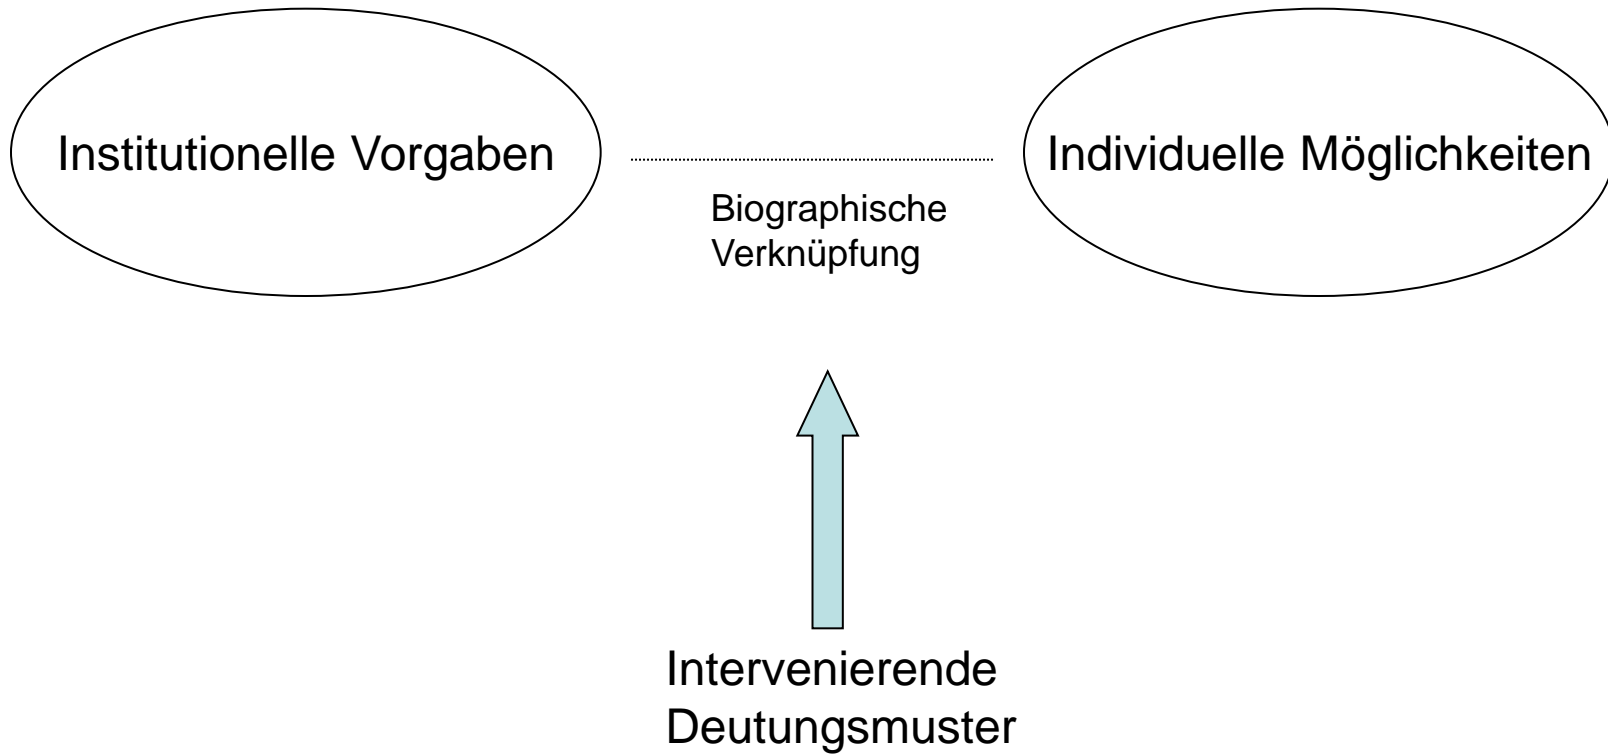 Institutionelle Vorgaben
Individuelle Möglichkeiten
Biographische
Verknüpfung
Intervenierende
Deutungsmuster